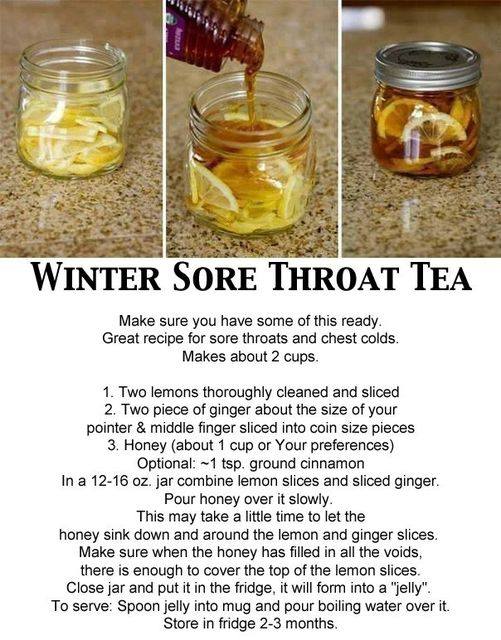 WINTER SORE THROAT TEA
Make sure you have some of this ready.
Great recipe for sore throats and chest colds.
Makes about 2 cups.
1. Two lemons thoroughly cleaned and sliced
2. Two piece of ginger about the size of your
pointer & middle finger sliced into coin size pieces
3. Honey (about 1 cup or Your preferences)
Optional: ~1 tsp. ground cinnamon
In a 12-16 oz. jar combine lemon slices and sliced ginger.
Pour honey over it slowly.
This may take a little time to let the
honey sink down and around the lemon and ginger slices.
Make sure when the honey has filled in all the voids,
there is enough to cover the top of the lemon slices.
Close jar and put it in the fridge, it will form into a "jelly".
To serve: Spoon jelly into mug and pour boiling water over it.
Store in fridge 2-3 months.